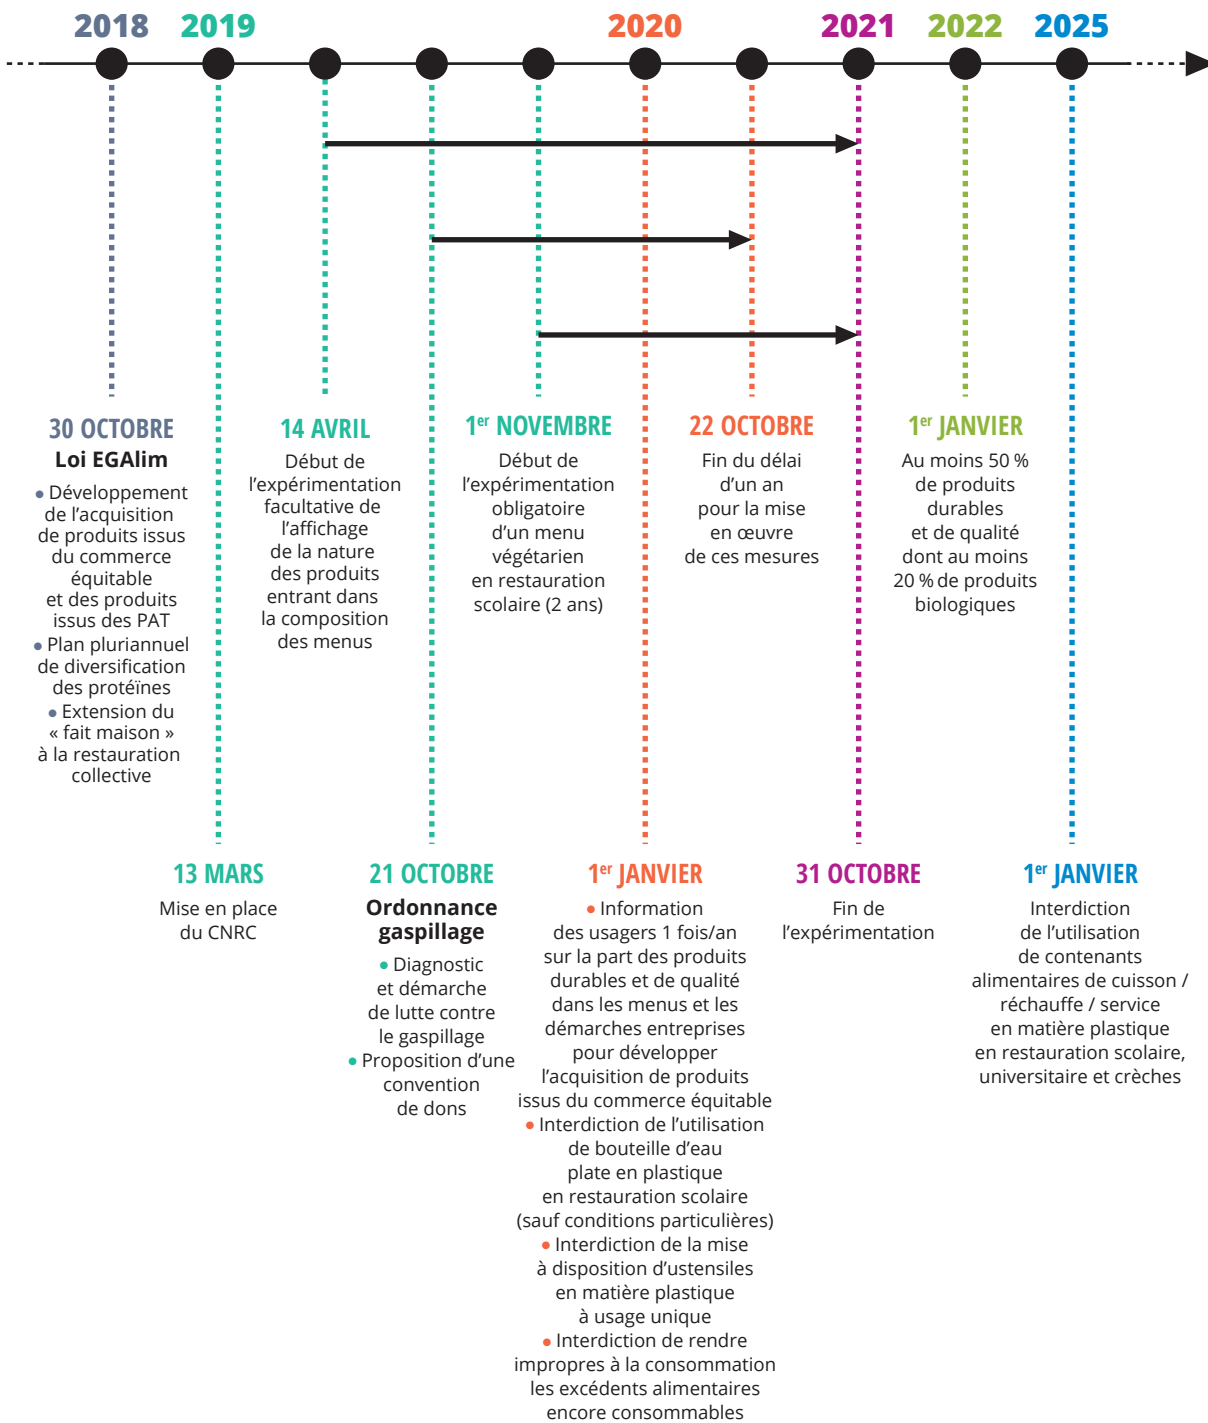 2018
2019
2020
2021
2022
2025
30 OCTOBRE
Loi EGAlim
• Développement
de l’acquisition
de produits issus
du commerce
équitable
et des produits
issus des PAT
• Plan pluriannuel
de diversification
des protéïnes
• Extension du
« fait maison »
à la restauration
collective
14 AVRIL
Début de
l’expérimentation
facultative de
l’affichage
de la nature
des produits
entrant dans
la composition
des menus
1er NOVEMBRE
Début de
l’expérimentation
obligatoire
d’un menu
végétarien
en restauration
scolaire (2 ans)
22 OCTOBRE
Fin du délai
d’un an
pour la mise
en œuvre
de ces mesures
1er JANVIER
Au moins 50 %
de produits
durables
et de qualité
dont au moins
20 % de produits
biologiques
13 MARS
Mise en place
du CNRC
21 OCTOBRE
Ordonnance
gaspillage
• Diagnostic
et démarche
de lutte contre
le gaspillage
• Proposition d’une
convention
de dons
1er JANVIER
• Information
des usagers 1 fois/an
sur la part des produits
durables et de qualité
dans les menus et les
démarches entreprises
pour développer
l’acquisition de produits
issus du commerce équitable
• Interdiction de l’utilisation
de bouteille d’eau
plate en plastique
en restauration scolaire
(sauf conditions particulières)
• Interdiction de la mise
à disposition d’ustensiles
en matière plastique
à usage unique
• Interdiction de rendre
impropres à la consommation
les excédents alimentaires
encore consommables
31 OCTOBRE
Fin de
l’expérimentation
1er JANVIER
Interdiction
de l’utilisation
de contenants
alimentaires de cuisson /
réchauffe / service
en matière plastique
en restauration scolaire,
universitaire et crèches